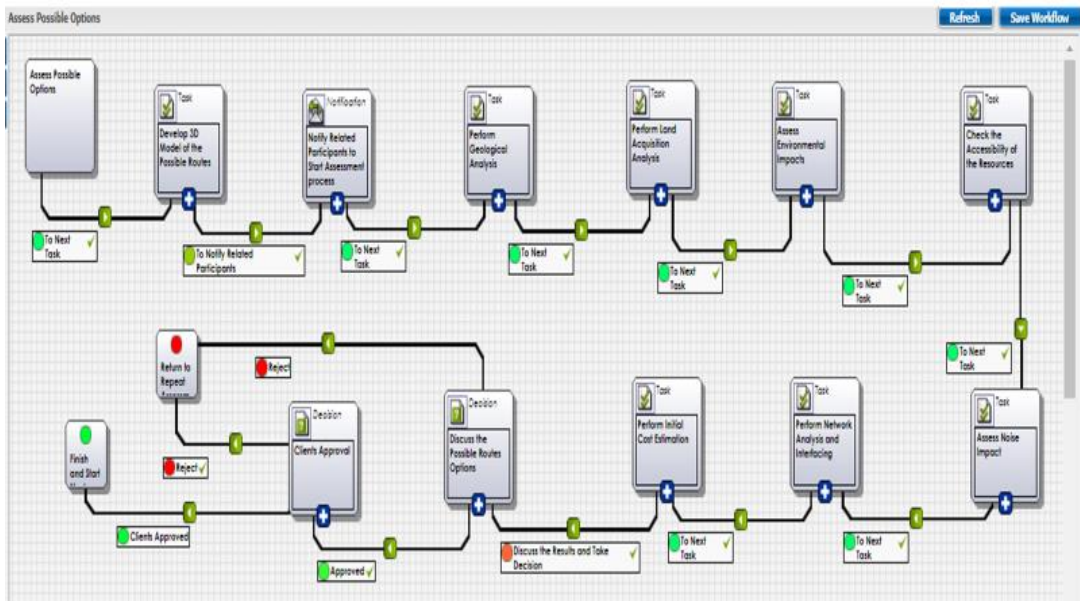 Assess Possible Options
Refresh
Save Workflow
Assess Possible
Options
Task
Develop 3D
Model of the
Possible Routes
Notification
Notify Related
Participants to
Start Assessment
process
Task
Perform
Geological
Analysis
Task
Perform Land
Acquisition
Analysis
Task
Assess
Environmental
Impacts
Task
Check the
Accessibility of
the Resources
To Next
Task
To Notify Related
Participants
To Next
Task
To Next
Task
To Next
Task
To Next
Task
To Next
Task
Return to
Repeat
Reject
Reject
Finish
and Start
Clients Approved
Decision
Clients Approval
Approved
Decision
Discuss the
Possible Routes
Options
Discuss the Results and Take
Decision
Task
Perform Initial
Cost Estimation
To Next
Task
Task
Perform Network
Analysis and
Interfacing
To Next
Task
Task
Assess Noise
Impact